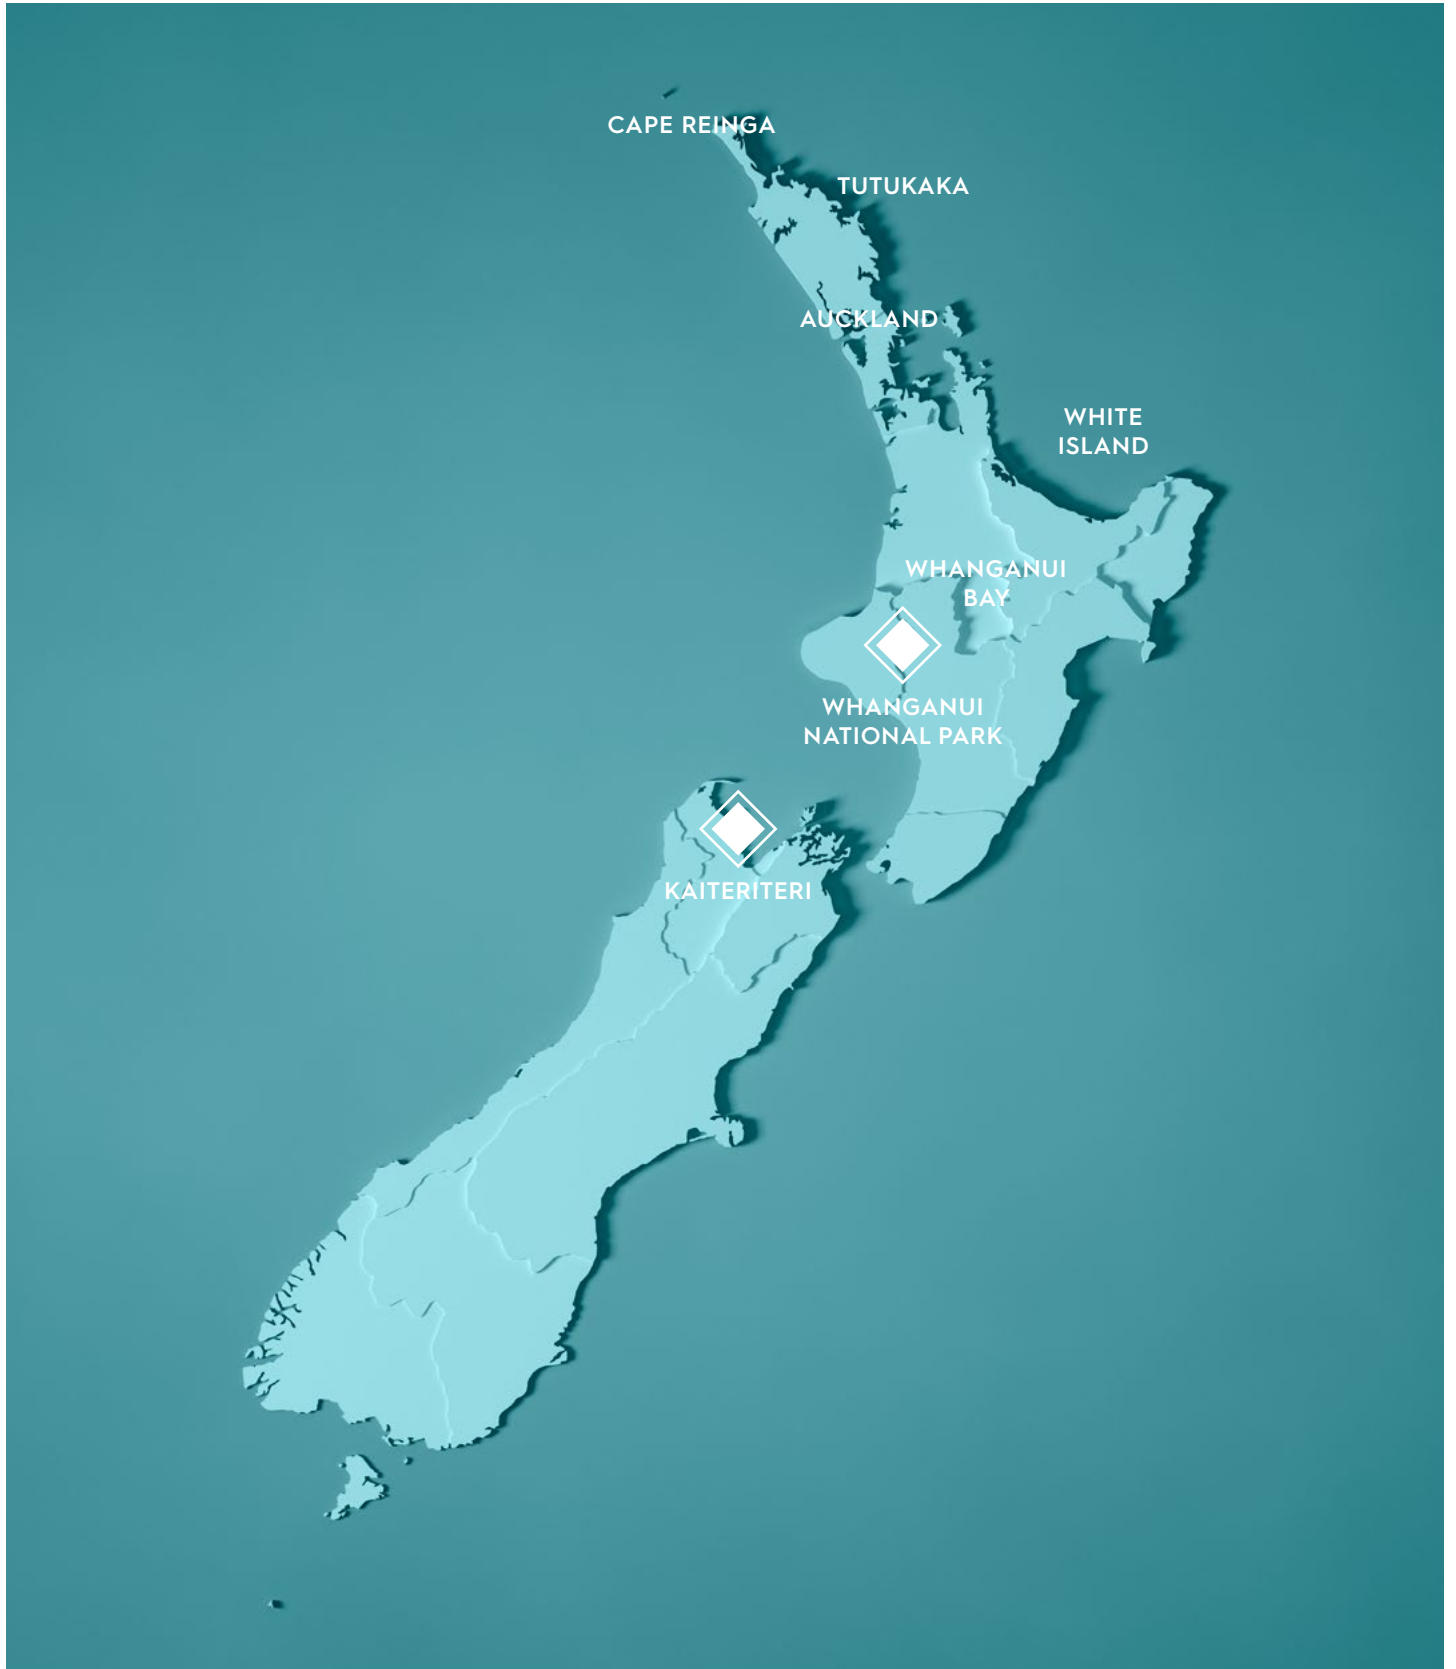 CAPE REINGA
TUTUKAKA
AUCKLAND
WHITE
ISLAND
WHANGANUI
BAY
WHANGANUI
NATIONAL PARK
KAITERITERI